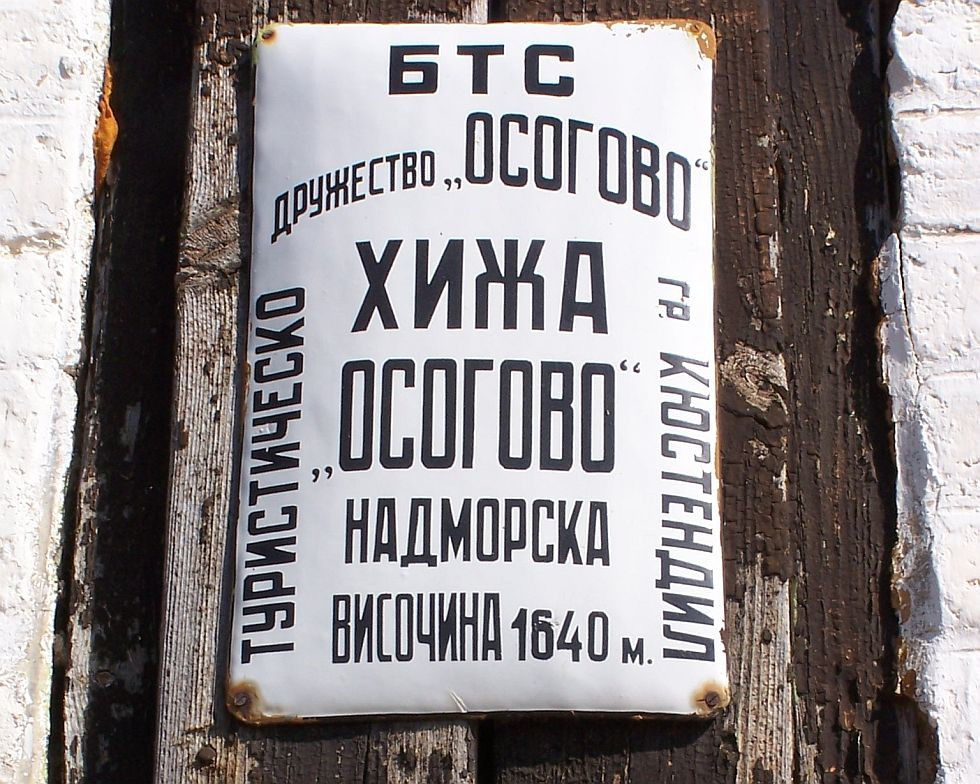 БТС
ТУРИСТИЧЕСКО
ДРУЖЕСТВО „ОСОГОВО“
гр. КЮСТЕНДИЛ
ХИЖА
„ОСОГОВО“
НАДМОРСКА
ВИСОЧИНА 1640 м.